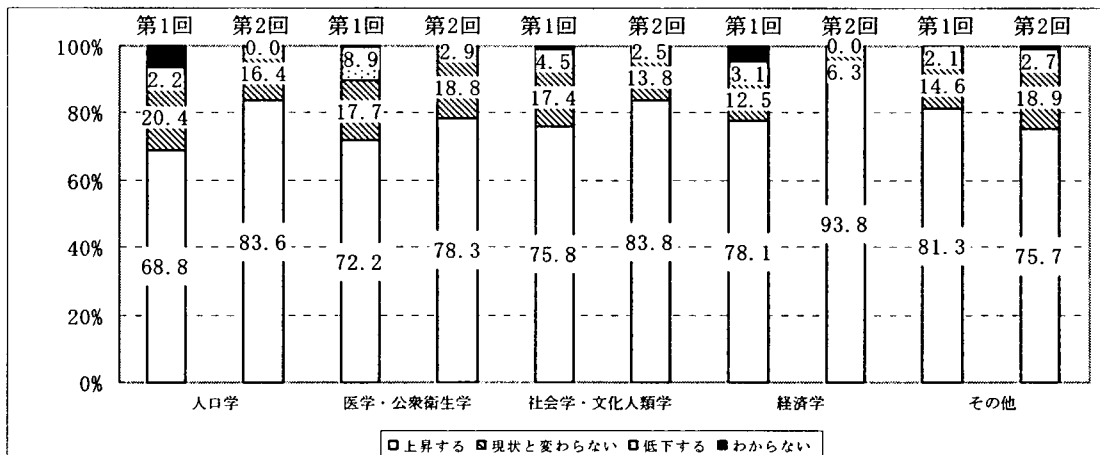 第1回 第2回 第1回 第2回 第1回 第2回 第1回 第2回 第1回 第2回
100% 0.0 8.9 2.9 4.5 2.5 0.0 2.1 2.7
2.2 16.4 18.8 13.8 3.1 6.3 14.6
20.4 17.7 17.4 12.5 18.9
80%
60%
40% 83.6 78.3 75.8 83.8 78.1 93.8 81.3 75.7
68.8 72.2
20%
0%
人口学 医学・公衆衛生学 社会学・文化人類学 経済学 その他
上昇する 現状と変わらない 低下する わからない